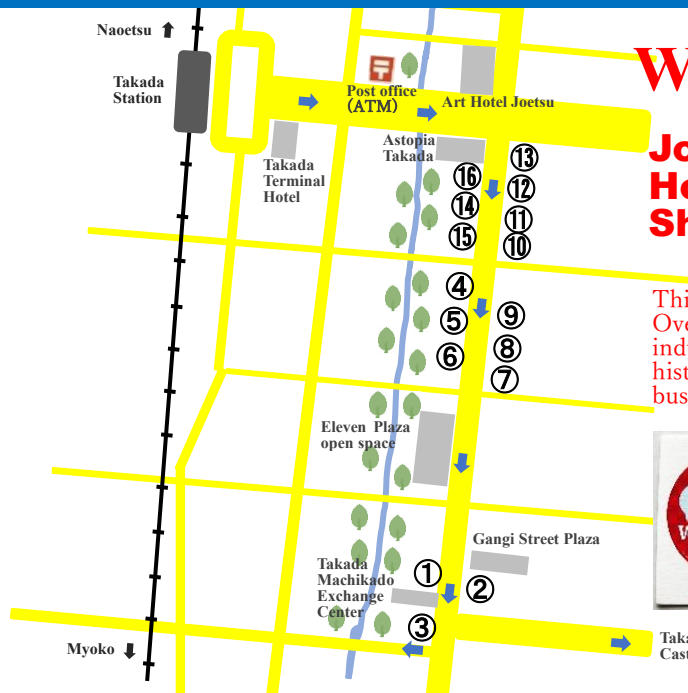 Naoetsu
Takada
Station
Post office
(ATM)
Art Hotel Joetsu
Astopia
Takada
Takada
Terminal
Hotel
⑬
⑯
⑫
⑭
⑪
⑮
⑩
④
⑨
⑤
⑧
⑥
⑦
Eleven Plaza
open space
Gangi Street Plaza
Takada
Machikado
Exchange
Center
①
②
③
Myoko
W
Jo
He
Sh
Thi
Ove
ind
hist
bus
W
Taka
Cast